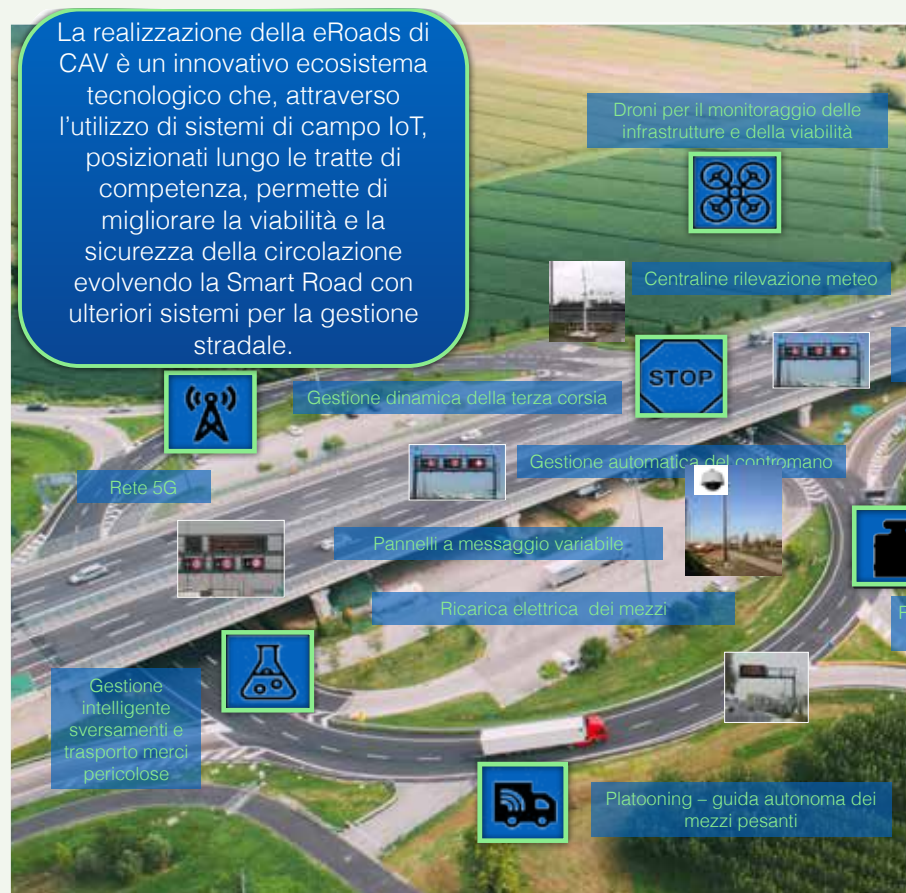 La realizzazione della eRoads di
CAV è un innovativo ecosistema
tecnologico che, attraverso
l’utilizzo di sistemi di campo IoT,
posizionati lungo le tratte di
competenza, permette di
migliorare la viabilità e la
sicurezza della circolazione
evolvendo la Smart Road con
ulteriori sistemi per la gestione
stradale.
Droni per il monitoraggio delle
infrastrutture e della viabilità
Centraline rilevazione meteo
STOP
Gestione dinamica della terza corsia
Gestione automatica del contromano
Rete 5G
Pannelli a messaggio variabile
Ricarica elettrica dei mezzi
Gestione
intelligente
sversamenti e
trasporto merci
pericolose
Platooning – guida autonoma dei
mezzi pesanti